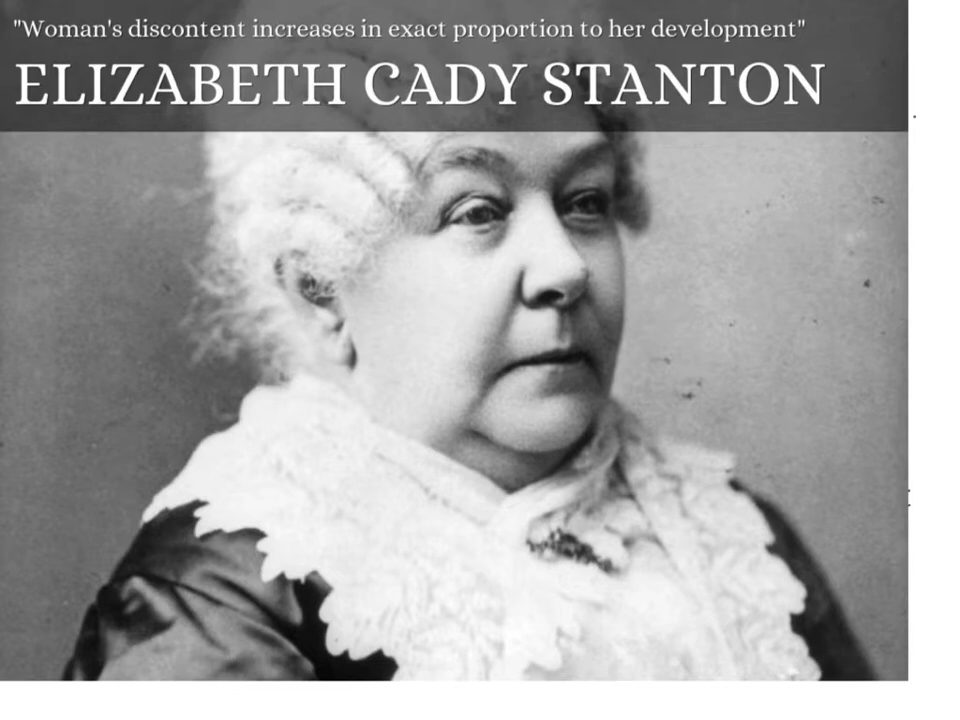 "Woman's discontent increases in exact proportion to her development"
ELIZABETH CADY STANTON